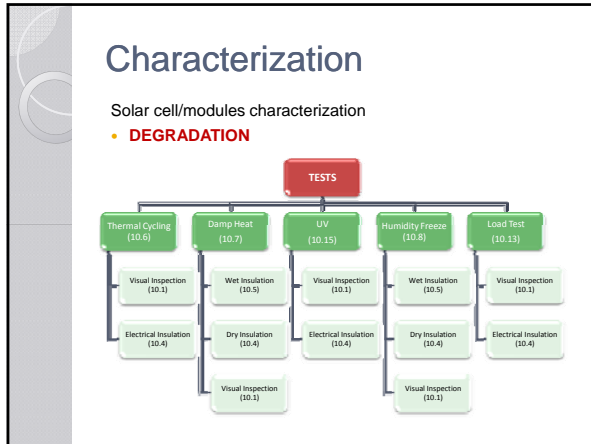 Characterization
Solar cell/modules characterization
• DEGRADATION
TESTS
Thermal Cycling
(10.6)
Damp Heat
(10.7)
UV
(10.15)
Humidity Freeze
(10.8)
Load Test
(10.13)
Visual Inspection
(10.1)
Wet Insulation
(10.5)
Visual Inspection
(10.1)
Wet Insulation
(10.5)
Visual Inspection
(10.1)
Electrical Insulation
(10.4)
Dry Insulation
(10.4)
Electrical Insulation
(10.4)
Dry Insulation
(10.4)
Electrical Insulation
(10.4)
Visual Inspection
(10.1)
Visual Inspection
(10.1)